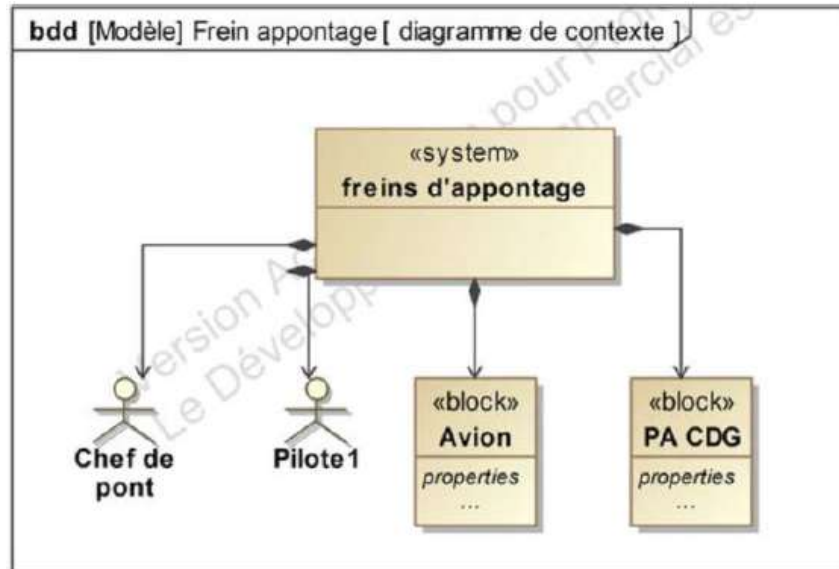 bdd [Modèle] Frein appontage [ diagramme de contexte ]
«system»
freins d'appontage
Chef de
pont
Pilote1
«block»
Avion
properties
...
«block»
PA CDG
properties
...